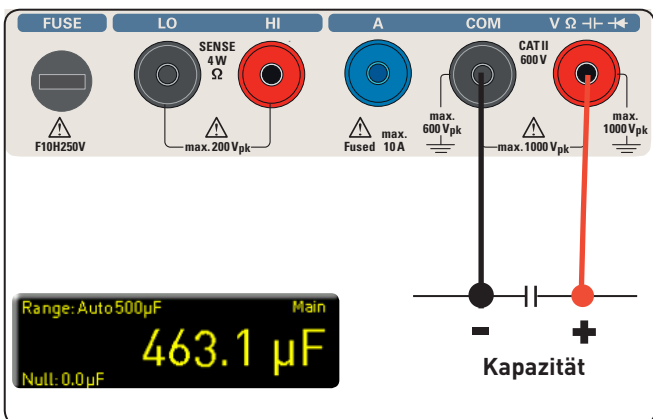 FUSE LO HI A COM V Ω ⊣⊢ ⯈|
SENSE
4 W
Ω
CAT II
600 V
max.
600 Vpk
max.
1000 Vpk
F10H250V
max. 200 Vpk
Fused max. 10 A
max. 1000 Vpk
Range: Auto 500µF Main
463.1 µF
Null: 0.0 µF
- +
Kapazität